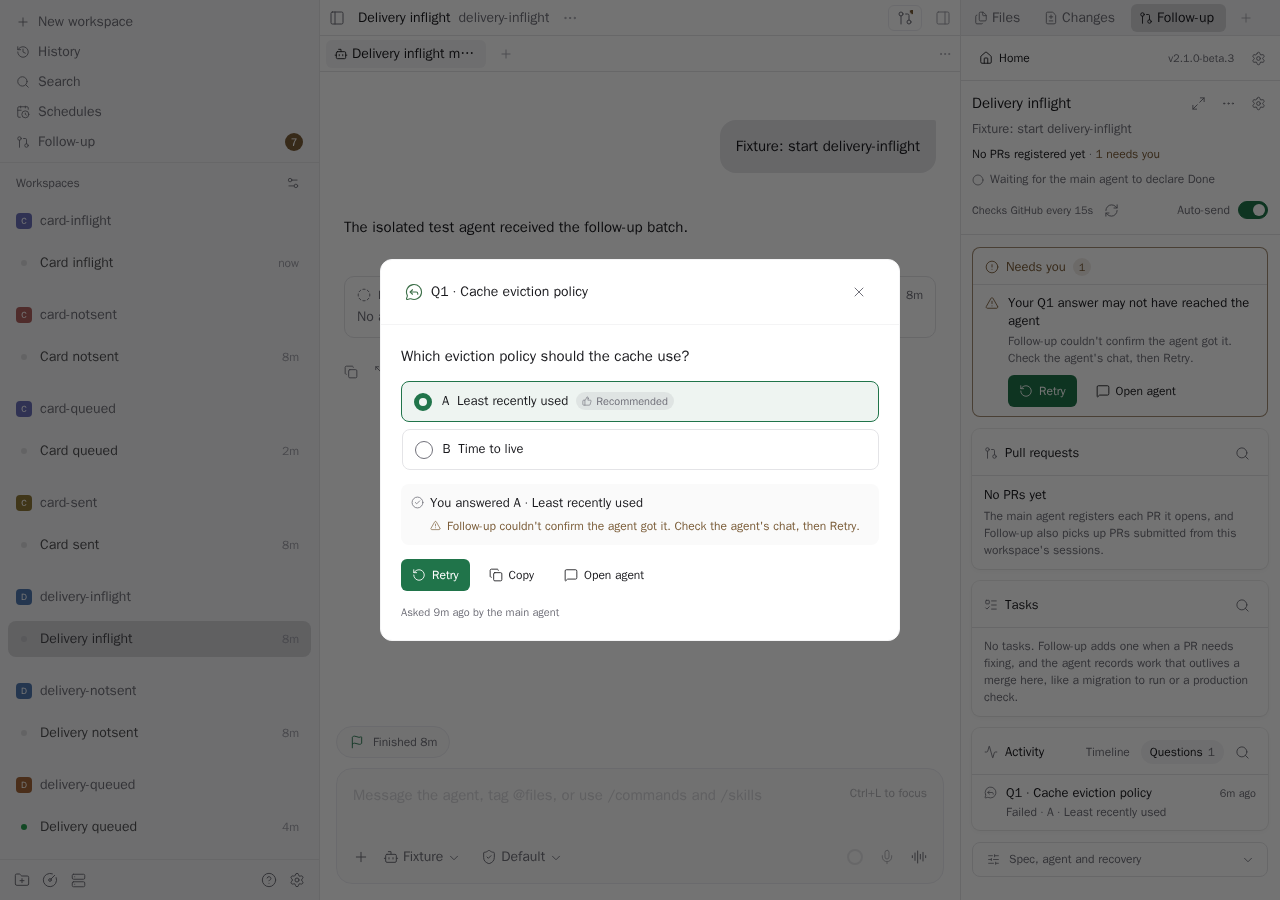 New workspace
History
Search
Schedules
Follow-up
7
Workspaces
C card-inflight
Card inflight now
C card-notsent
Card notsent 8m
C card-queued
Card queued 2m
C card-sent
Card sent 8m
D delivery-inflight
Delivery inflight 8m
D delivery-notsent
Delivery notsent 8m
D delivery-queued
Delivery queued 4m
Delivery inflight delivery-inflight ···
Delivery inflight m···
Fixture: start delivery-inflight
The isolated test agent received the follow-up batch.
8m
No
Q1 · Cache eviction policy
Which eviction policy should the cache use?
A Least recently used Recommended
B Time to live
You answered A · Least recently used
Follow-up couldn't confirm the agent got it. Check the agent's chat, then Retry.
Retry Copy Open agent
Asked 9m ago by the main agent
Finished 8m
Message the agent, tag @files, or use /commands and /skills
Ctrl+L to focus
Fixture Default
Files Changes Follow-up
Home v2.1.0-beta.3
Delivery inflight
Fixture: start delivery-inflight
No PRs registered yet · 1 needs you
Waiting for the main agent to declare Done
Checks GitHub every 15s Auto-send
Needs you 1
Your Q1 answer may not have reached the
agent
Follow-up couldn't confirm the agent got it.
Check the agent's chat, then Retry.
Retry Open agent
Pull requests
No PRs yet
The main agent registers each PR it opens, and
Follow-up also picks up PRs submitted from this
workspace's sessions.
Tasks
No tasks. Follow-up adds one when a PR needs
fixing, and the agent records work that outlives a
merge here, like a migration to run or a production
check.
Activity Timeline Questions 1
Q1 · Cache eviction policy 6m ago
Failed · A · Least recently used
Spec, agent and recovery